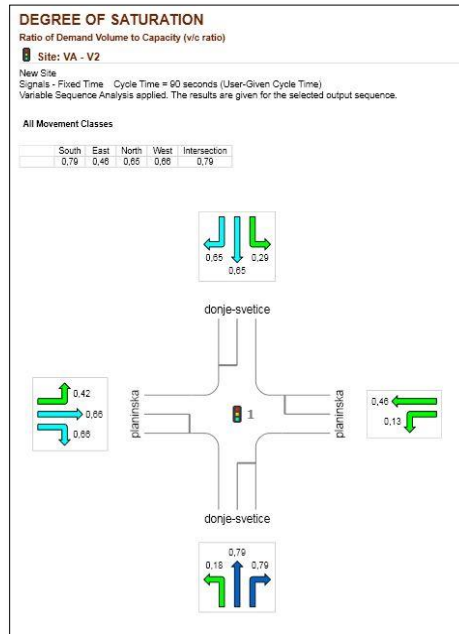 DEGREE OF SATURATION
Ratio of Demand Volume to Capacity (v/c ratio)
Site: VA - V2
New Site
Signals - Fixed Time Cycle Time = 90 seconds (User-Given Cycle Time)
Variable Sequence Analysis applied. The results are given for the selected output sequence.
All Movement Classes
South East North West Intersection
0,79 0,46 0,65 0,66 0,79
0,65 0,29
0,65
donje-svetice
0,42
0,66
0,66
planinska
1
planinska
0,46
0,13
donje-svetice
0,79
0,18 0,79